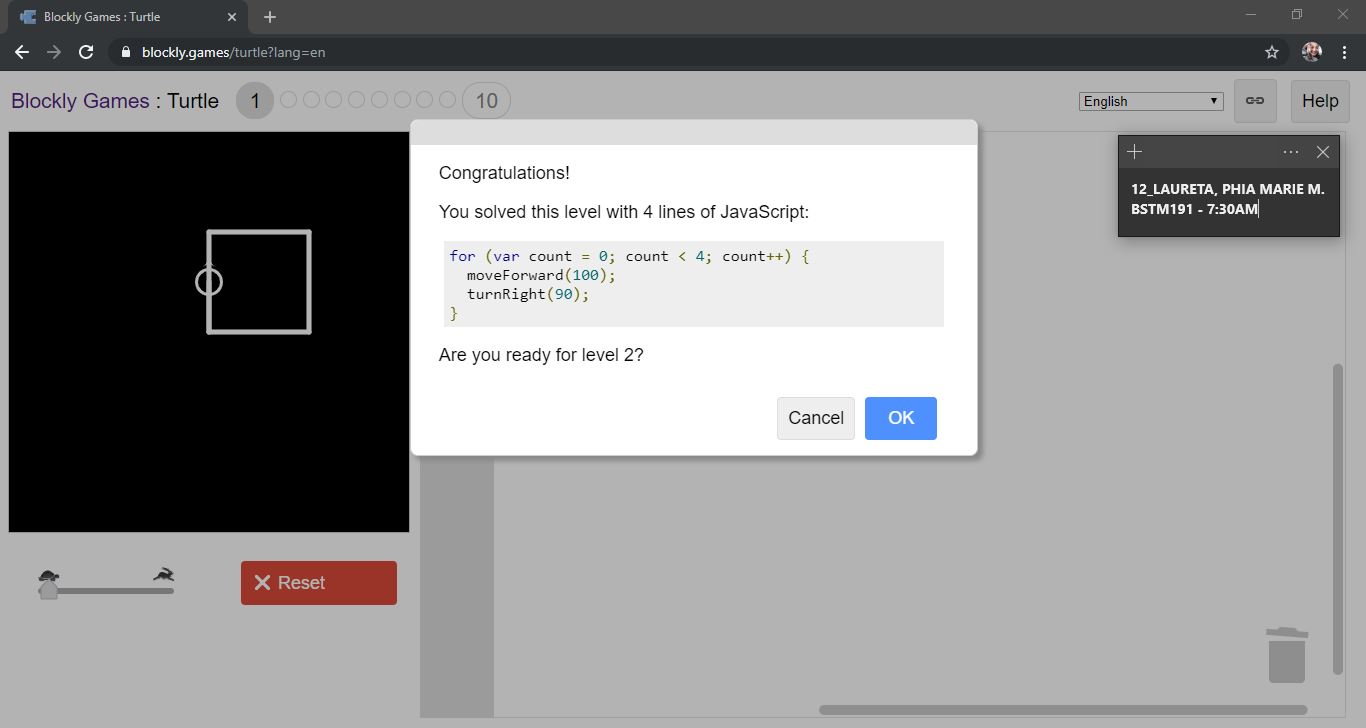 Blockly Games : Turtle
blockly.games/turtle?lang=en
Blockly Games : Turtle 1 10
English
Help
Congratulations!
You solved this level with 4 lines of JavaScript:
for (var count = 0; count < 4; count++) {
  moveForward(100);
  turnRight(90);
}
Are you ready for level 2?
Cancel OK
12_LAURETA, PHIA MARIE M.
BSTM191 - 7:30AM
Reset